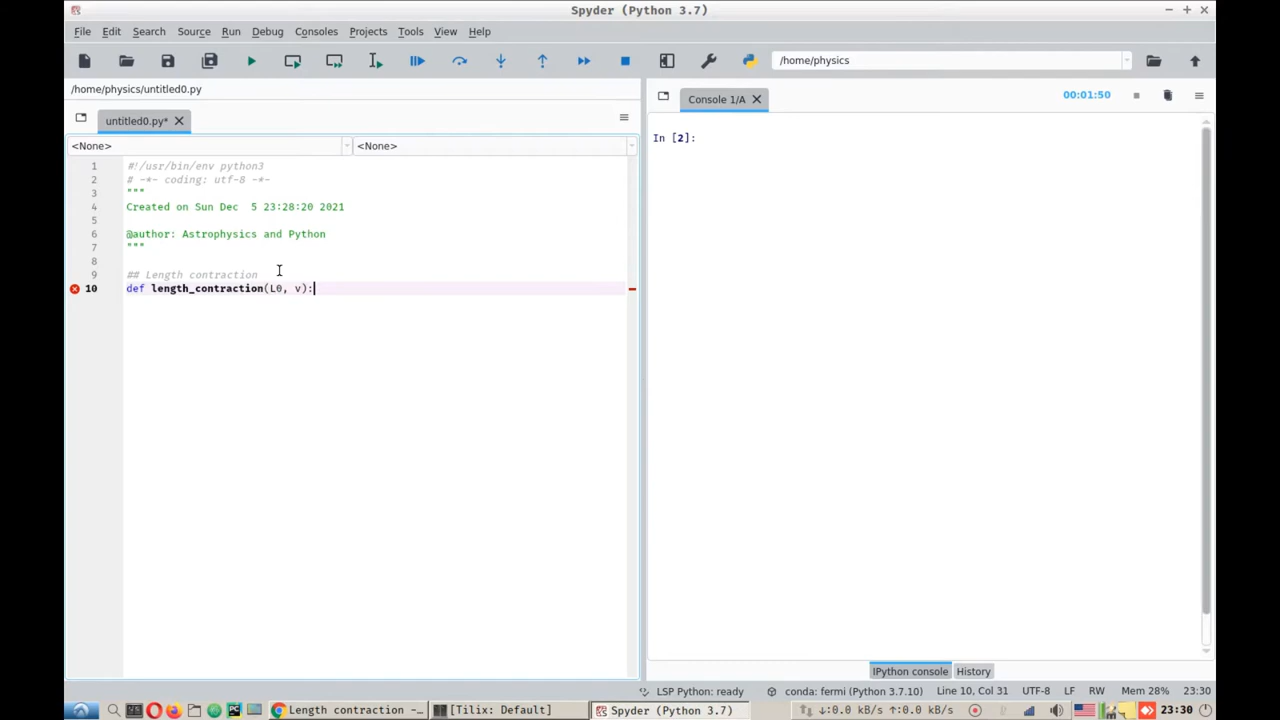 Spyder (Python 3.7)
File Edit Search Source Run Debug Consoles Projects Tools View Help
/home/physics
/home/physics/untitled0.py
Console 1/A
00:01:50
untitled0.py*
<None> <None>
In [2]:
1 #!/usr/bin/env python3
2 # -*- coding: utf-8 -*-
3 """
4 Created on Sun Dec  5 23:28:20 2021
5
6 @author: Astrophysics and Python
7 """
8
9 ## Length contraction
10 def length_contraction(L0, v):
IPython console History
LSP Python: ready conda: fermi (Python 3.7.10) Line 10, Col 31 UTF-8 LF RW Mem 28% 23:30
Length contraction –... [Tilix: Default] Spyder (Python 3.7) ↓:0.0 kB/s ↑:0.0 kB/s 23:30